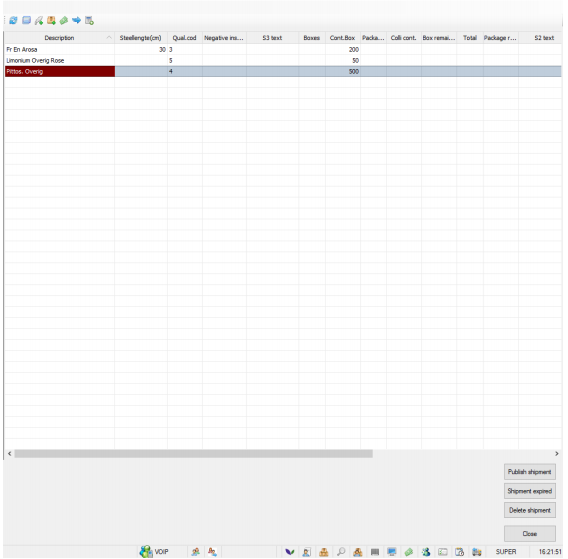 Description Steellengte(cm) Qual.cod Negative ins... S3 text Boxes Cont.Box Packa... Colli cont. Box remai... Total Package r... S2 text
Fr En Arosa 30 3 200
Limonium Overig Rose 5 50
Pittos. Overig 4 500
Publish shipment
Shipment expired
Delete shipment
Close
VOIP SUPER 16:21:51